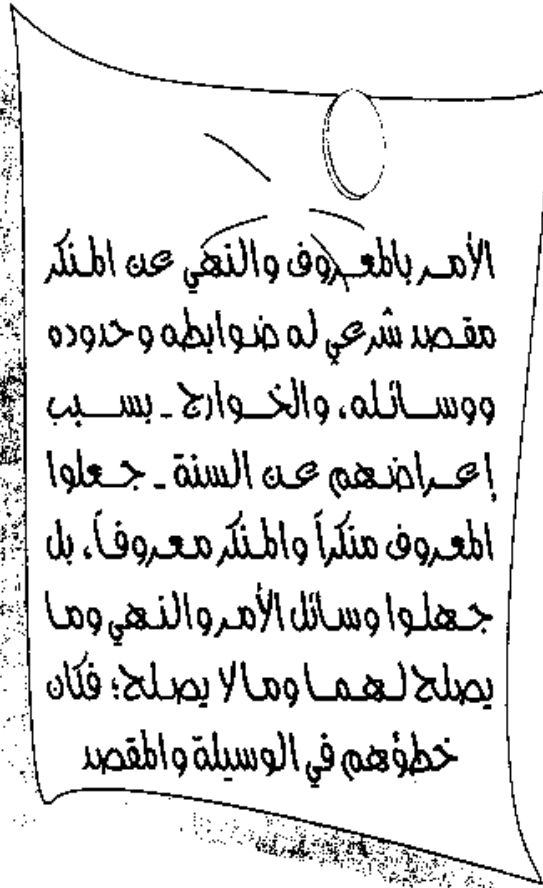 الأمر بالمعروف والنهي عن المنكر
مقصد شرعي له ضوابطه وحدوده
ووسائله، والخوارج - بسبب
إعراضهم عن السنة - جعلوا
المعروف منكراً والمنكر معروفاً، بل
جهلوا وسائل الأمر والنهي وما
يصلح لهما وما لا يصلح؛ فكان
خطؤهم في الوسيلة والمقصد